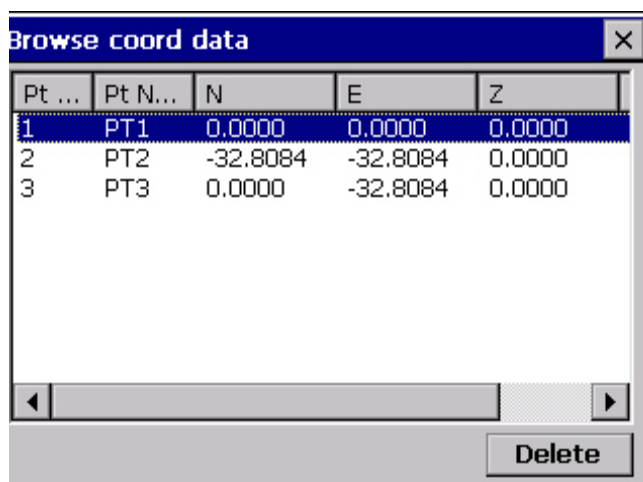 Browse coord data
Pt ... Pt N... N E Z
1 PT1 0.0000 0.0000 0.0000
2 PT2 -32.8084 -32.8084 0.0000
3 PT3 0.0000 -32.8084 0.0000
Delete